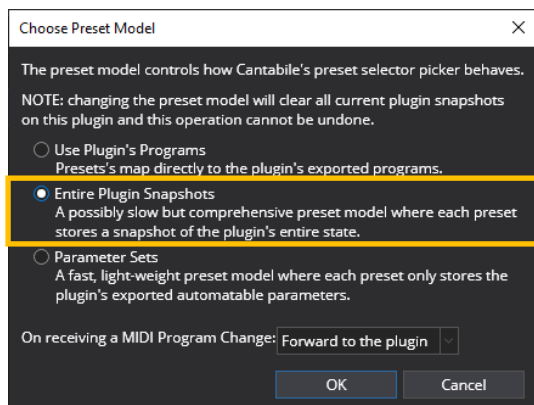 Choose Preset Model
The preset model controls how Cantabile's preset selector picker behaves.
NOTE: changing the preset model will clear all current plugin snapshots
on this plugin and this operation cannot be undone.
Use Plugin's Programs
Presets's map directly to the plugin's exported programs.
Entire Plugin Snapshots
A possibly slow but comprehensive preset model where each preset
stores a snapshot of the plugin's entire state.
Parameter Sets
A fast, light-weight preset model where each preset only stores the
plugin's exported automatable parameters.
On receiving a MIDI Program Change: Forward to the plugin
OK Cancel